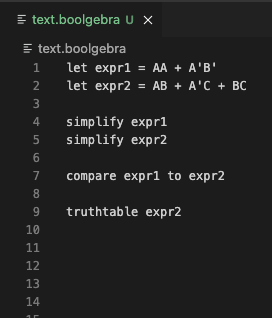 text.boolgebra U ×
text.boolgebra
1 let expr1 = AA + A'B'
2 let expr2 = AB + A'C + BC
3
4 simplify expr1
5 simplify expr2
6
7 compare expr1 to expr2
8
9 truthtable expr2
10
11
12
13
14